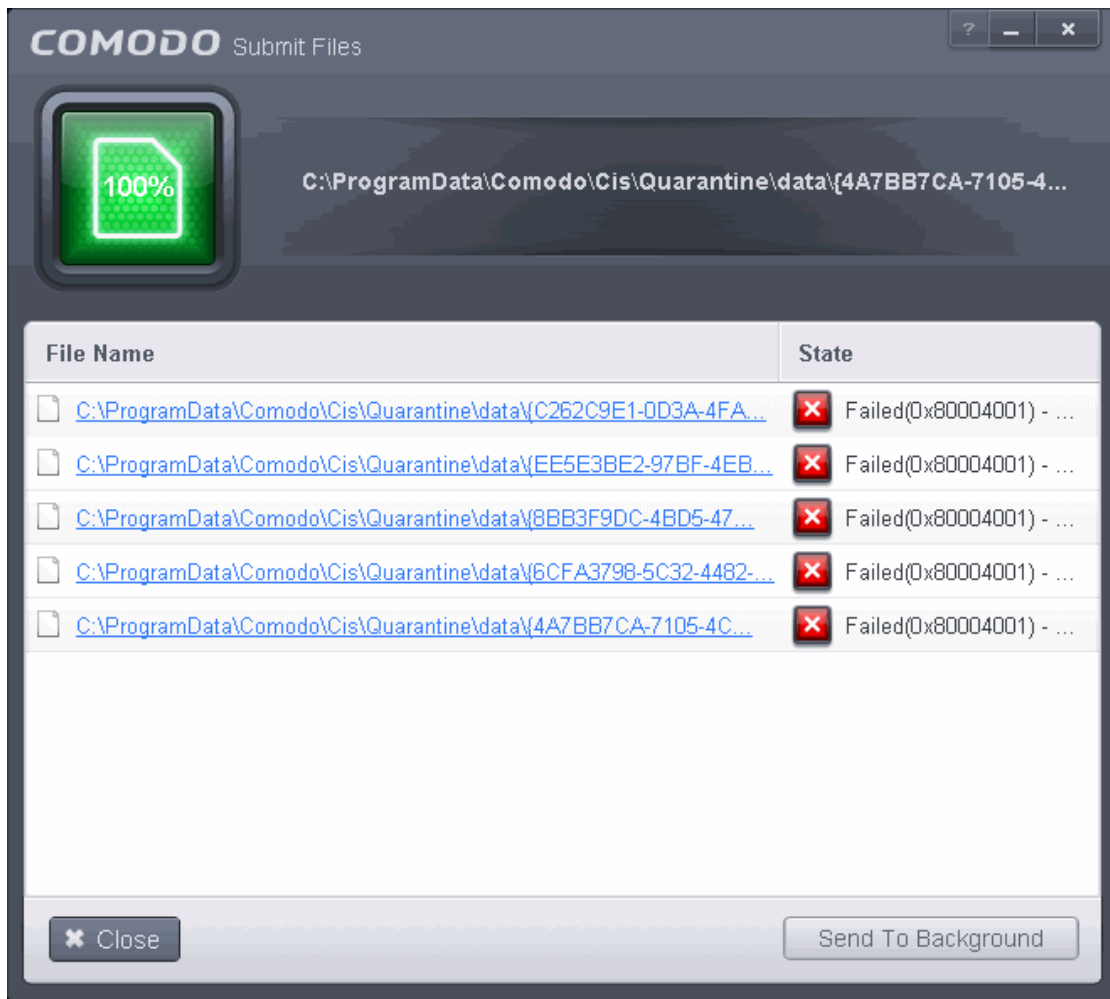 COMODO Submit Files
?
100%
C:\ProgramData\Comodo\Cis\Quarantine\data\{4A7BB7CA-7105-4...
File Name State
C:\ProgramData\Comodo\Cis\Quarantine\data\{C262C9E1-0D3A-4FA... Failed(0x80004001) - ...
C:\ProgramData\Comodo\Cis\Quarantine\data\{EE5E3BE2-97BF-4EB... Failed(0x80004001) - ...
C:\ProgramData\Comodo\Cis\Quarantine\data\{8BB3F9DC-4BD5-47... Failed(0x80004001) - ...
C:\ProgramData\Comodo\Cis\Quarantine\data\{6CFA3798-5C32-4482-... Failed(0x80004001) - ...
C:\ProgramData\Comodo\Cis\Quarantine\data\{4A7BB7CA-7105-4C... Failed(0x80004001) - ...
Close Send To Background